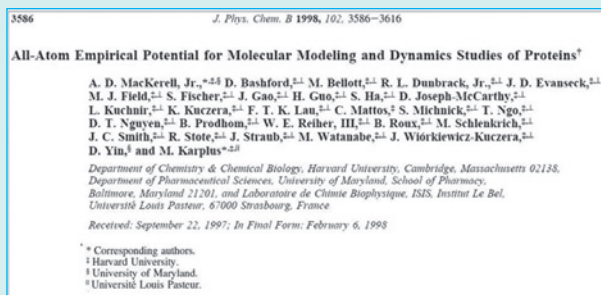 3586
J. Phys. Chem. B 1998, 102, 3586−3616
All-Atom Empirical Potential for Molecular Modeling and Dynamics Studies of Proteins†
A. D. MacKerell, Jr.,*,‡,§ D. Bashford,‡,⊥ M. Bellott,‡,⊥ R. L. Dunbrack, Jr.,‡,⊥ J. D. Evanseck,‡,⊥
M. J. Field,‡,⊥ S. Fischer,‡,⊥ J. Gao,‡,⊥ H. Guo,‡,⊥ S. Ha,‡,⊥ D. Joseph-McCarthy,‡,⊥
L. Kuchnir,‡,⊥ K. Kuczera,‡,⊥ F. T. K. Lau,‡,⊥ C. Mattos,‡ S. Michnick,‡,⊥ T. Ngo,‡,⊥
D. T. Nguyen,‡,⊥ B. Prodhom,‡,⊥ W. E. Reiher, III,‡,⊥ B. Roux,‡,⊥ M. Schlenkrich,‡,⊥
J. C. Smith,‡,⊥ R. Stote,‡,⊥ J. Straub,‡,⊥ M. Watanabe,‡,⊥ J. Wiórkiewicz-Kuczera,‡,⊥
D. Yin,§ and M. Karplus*,‡,||
Department of Chemistry & Chemical Biology, Harvard University, Cambridge, Massachusetts 02138,
Department of Pharmaceutical Sciences, University of Maryland, School of Pharmacy,
Baltimore, Maryland 21201, and Laboratoire de Chimie Biophysique, ISIS, Institut Le Bel,
Université Louis Pasteur, 67000 Strasbourg, France
Received: September 22, 1997; In Final Form: February 6, 1998
* Corresponding authors.
‡ Harvard University.
§ University of Maryland.
|| Université Louis Pasteur.